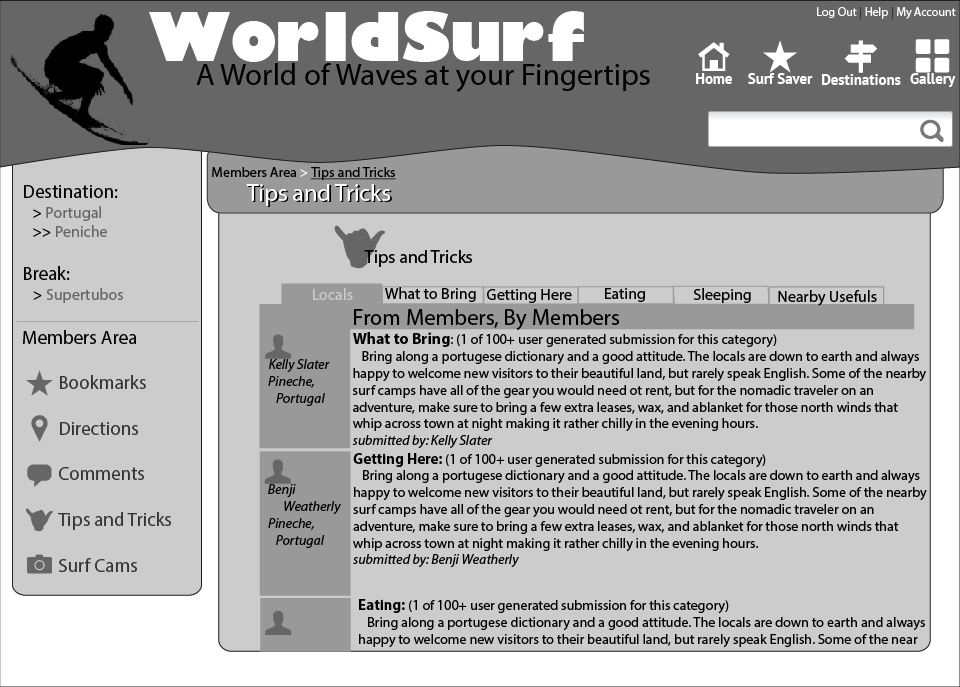 WorldSurf
A World of Waves at your Fingertips
Log Out | Help | My Account
Home
Surf Saver
Destinations
Gallery
Destination:
> Portugal
>> Peniche
Break:
> Supertubos
Members Area
Bookmarks
Directions
Comments
Tips and Tricks
Surf Cams
Members Area > Tips and Tricks
Tips and Tricks
Tips and Tricks
Locals
What to Bring
Getting Here
Eating
Sleeping
Nearby Usefuls
From Members, By Members
Kelly Slater
Pineche,
Portugal
What to Bring: (1 of 100+ user generated submission for this category)
Bring along a portugese dictionary and a good attitude. The locals are down to earth and always
happy to welcome new visitors to their beautiful land, but rarely speak English. Some of the nearby
surf camps have all of the gear you would need ot rent, but for the nomadic traveler on an
adventure, make sure to bring a few extra leases, wax, and ablanket for those north winds that
whip across town at night making it rather chilly in the evening hours.
submitted by: Kelly Slater
Benji
Weatherly
Pineche,
Portugal
Getting Here: (1 of 100+ user generated submission for this category)
Bring along a portugese dictionary and a good attitude. The locals are down to earth and always
happy to welcome new visitors to their beautiful land, but rarely speak English. Some of the nearby
surf camps have all of the gear you would need ot rent, but for the nomadic traveler on an
adventure, make sure to bring a few extra leases, wax, and ablanket for those north winds that
whip across town at night making it rather chilly in the evening hours.
submitted by: Benji Weatherly
Eating: (1 of 100+ user generated submission for this category)
Bring along a portugese dictionary and a good attitude. The locals are down to earth and always
happy to welcome new visitors to their beautiful land, but rarely speak English. Some of the near